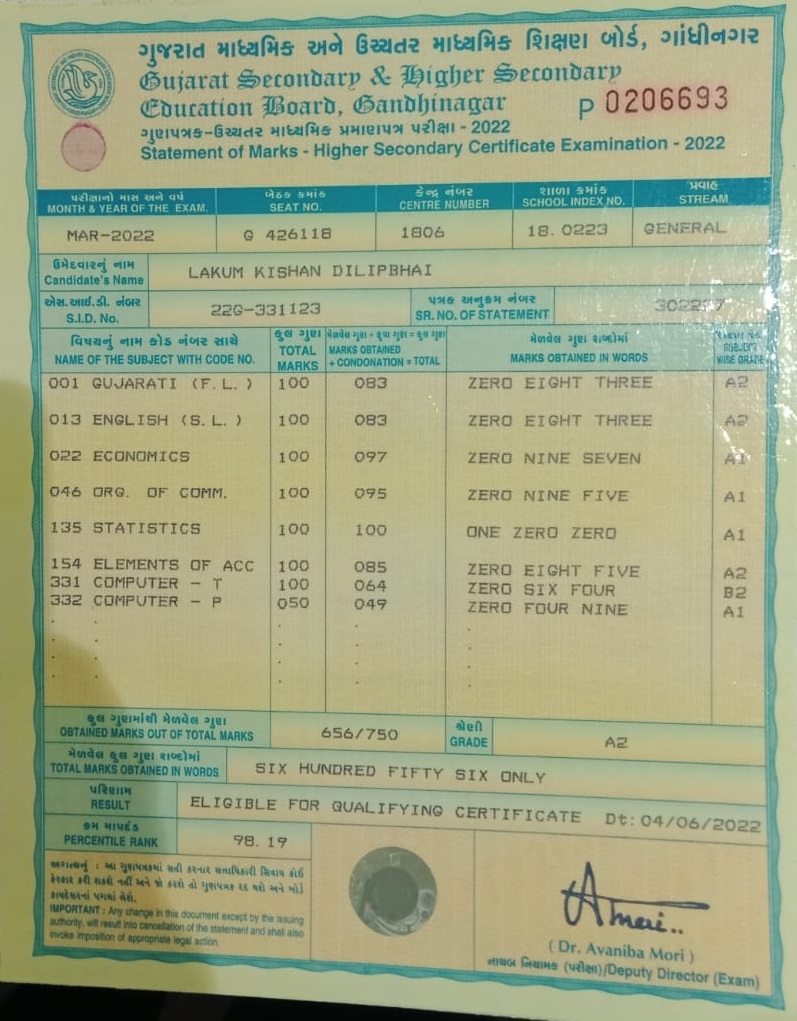 ગુજરાત માધ્યમિક અને ઉચ્ચતર માધ્યમિક શિક્ષણ બોર્ડ, ગાંધીનગર
Gujarat Secondary & Higher Secondary
Education Board, Gandhinagar
P 0206693
ગુણપત્રક-ઉચ્ચતર માધ્યમિક પ્રમાણપત્ર પરીક્ષા - 2022
Statement of Marks - Higher Secondary Certificate Examination - 2022
પરીક્ષાનો માસ અને વર્ષ બેઠક ક્રમાંક કેન્દ્ર નંબર શાળા ક્રમાંક પ્રવાહ
MONTH & YEAR OF THE EXAM. SEAT NO. CENTRE NUMBER SCHOOL INDEX NO. STREAM
MAR-2022 G 426118 1806 18. 0223 GENERAL
ઉમેદવારનું નામ
Candidate's Name LAKUM KISHAN DILIPBHAI
એસ.આઈ.ડી. નંબર પત્રક અનુક્રમ નંબર
S.I.D. No. 22G-331123 SR. NO. OF STATEMENT
વિષયનું નામ કોડ નંબર સાથે કુલ ગુણ મેળવેલ ગુણ + કૃપા ગુણ = કુલ ગુણ મેળવેલ ગુણ શબ્દોમાં
NAME OF THE SUBJECT WITH CODE NO. TOTAL MARKS MARKS OBTAINED + CONDONATION = TOTAL MARKS OBTAINED IN WORDS SUBJECT WISE GRADE
001 GUJARATI (F.L.) 100 083 ZERO EIGHT THREE A2
013 ENGLISH (S.L.) 100 083 ZERO EIGHT THREE A2
022 ECONOMICS 100 097 ZERO NINE SEVEN A1
046 ORG. OF COMM. 100 095 ZERO NINE FIVE A1
135 STATISTICS 100 100 ONE ZERO ZERO A1
154 ELEMENTS OF ACC 100 085 ZERO EIGHT FIVE A2
331 COMPUTER - T 100 064 ZERO SIX FOUR B2
332 COMPUTER - P 050 049 ZERO FOUR NINE A1
કુલ ગુણમાંથી મેળવેલ ગુણ શ્રેણી
OBTAINED MARKS OUT OF TOTAL MARKS 656/750 GRADE A2
મેળવેલ કુલ ગુણ શબ્દોમાં
TOTAL MARKS OBTAINED IN WORDS SIX HUNDRED FIFTY SIX ONLY
પરિણામ
RESULT ELIGIBLE FOR QUALIFYING CERTIFICATE Dt: 04/06/2022
ક્રમ માપદંડ
PERCENTILE RANK 98.19
અગત્યનું : આ ગુણપત્રકમાં સહી કરનાર સત્તાધિકારી સિવાય કોઈ
ફેરફાર કરી શકશે નહીં અને જો કરશે તો ગુણપત્રક રદ થશે અને બોર્ડ
કાયદેસરનાં પગલાં લેશે.
IMPORTANT : Any change in this document except by the issuing
authority, will result into cancellation of the statement and shall also
invoke imposition of appropriate legal action.
( Dr. Avaniba Mori )
નાયબ નિયામક (પરીક્ષા)/Deputy Director (Exam)